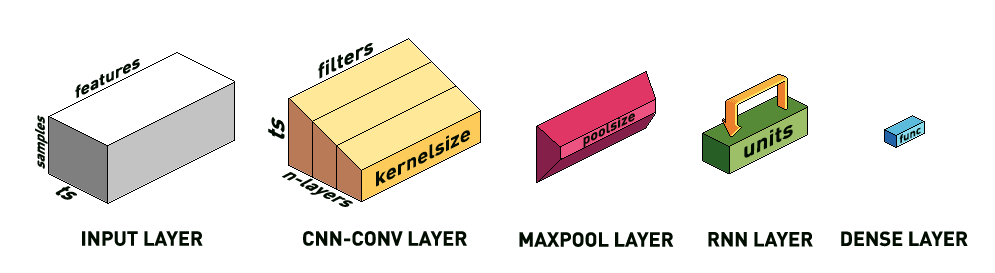 features
samples
ts
INPUT LAYER
filters
ts
n-layers
kernelsize
CNN-CONV LAYER
poolsize
MAXPOOL LAYER
units
RNN LAYER
func
DENSE LAYER